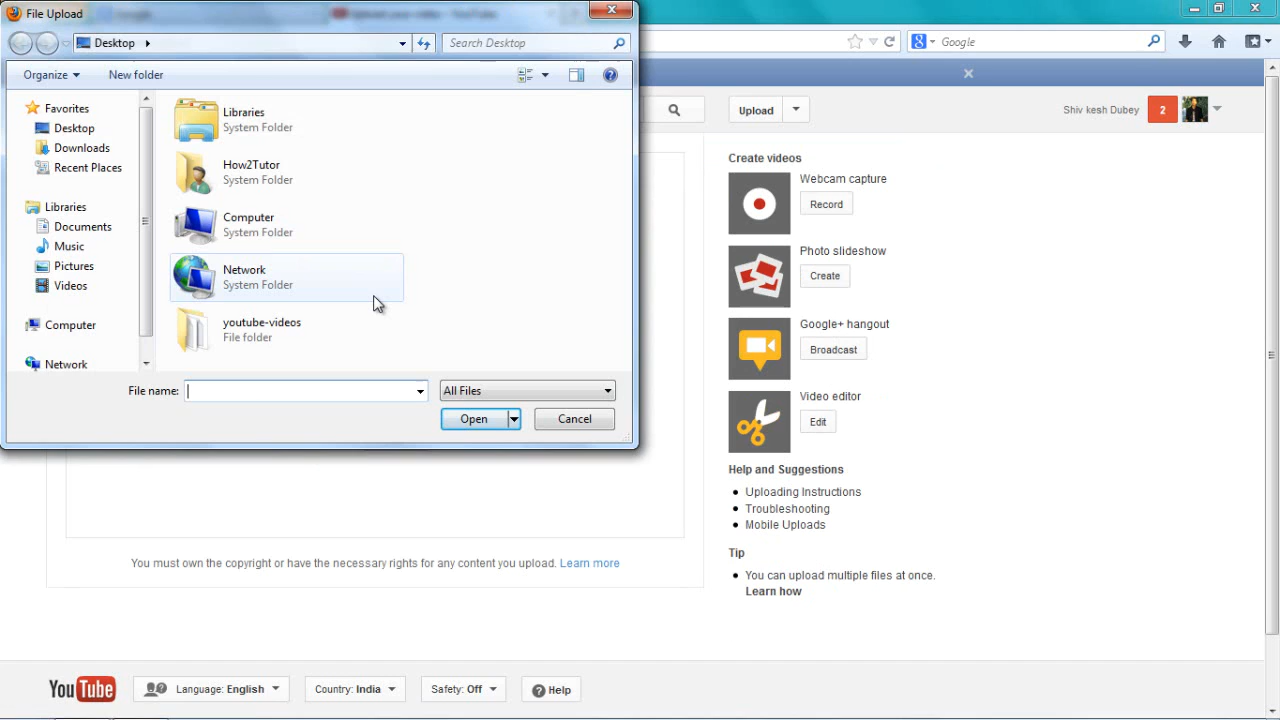 File Upload
Desktop
Search Desktop
Organize
New folder
Favorites
Desktop
Downloads
Recent Places
Libraries
Documents
Music
Pictures
Videos
Computer
Network
Libraries
System Folder
How2Tutor
System Folder
Computer
System Folder
Network
System Folder
youtube-videos
File folder
File name:
All Files
Open
Cancel
Google
Upload
Shiv kesh Dubey
2
Create videos
Webcam capture
Record
Photo slideshow
Create
Google+ hangout
Broadcast
Video editor
Edit
Help and Suggestions
Uploading Instructions
Troubleshooting
Mobile Uploads
Tip
You can upload multiple files at once.
Learn how
You must own the copyright or have the necessary rights for any content you upload. Learn more
YouTube
Language: English
Country: India
Safety: Off
Help